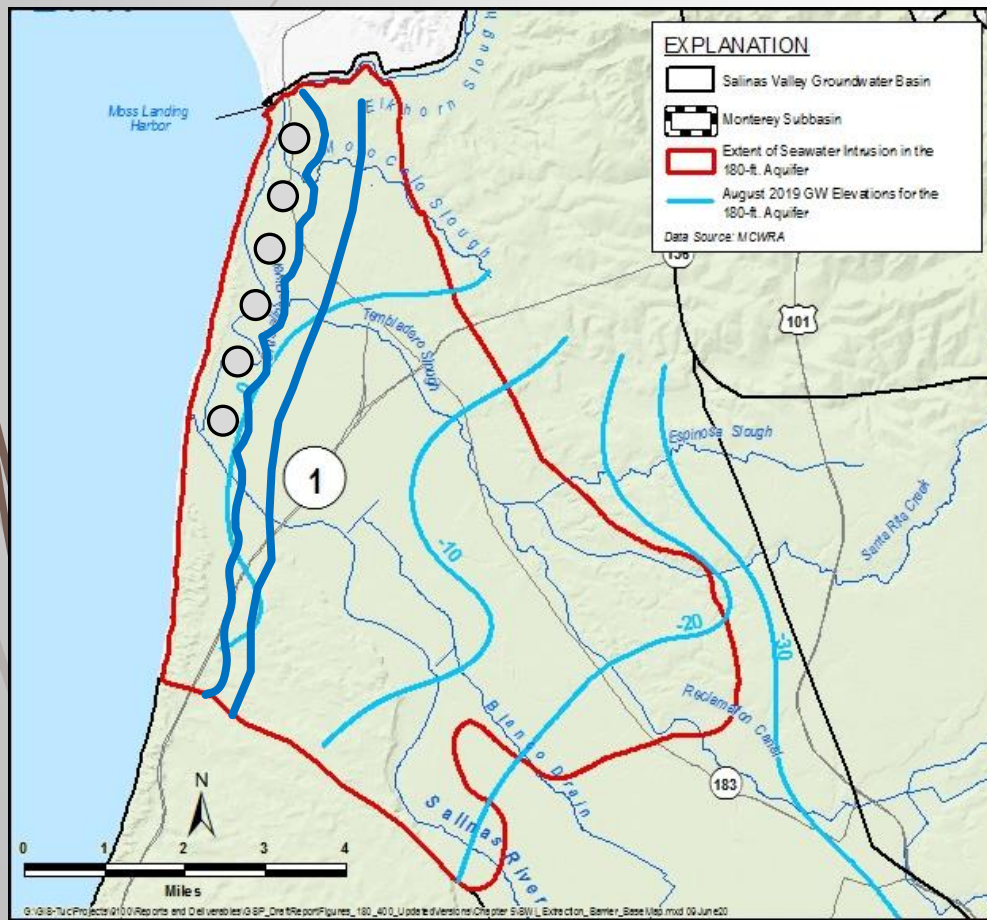 EXPLANATION
Salinas Valley Groundwater Basin
Monterey Subbasin
Extent of Seawater Intrusion in the
180-ft. Aquifer
August 2019 GW Elevations for the
180-ft. Aquifer
Data Source: MCWRA
Moss Landing
Harbor
Elkhorn Slough
Moro Cojo Slough
101
Tembladero Slough
0
1
Espinosa Slough
Santa Rita Creek
-10
-20
-30
Reclamation Canal
Blanco Drain
183
Salinas River
N
0 1 2 3 4
Miles